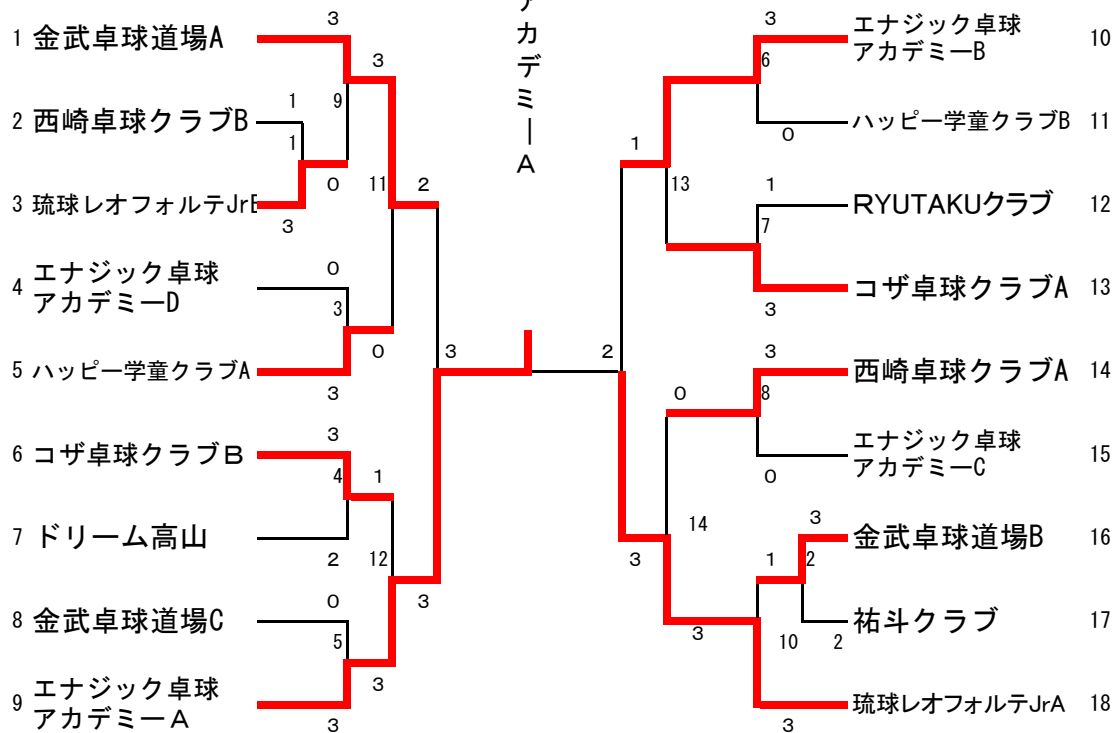 アカデミーA
3
1 金武卓球道場A
3
1
9
2 西崎卓球クラブB
1
0
11
2
3 琉球レオフォルテJr
3
0
4 エナジック卓球
アカデミーD
3
0
5 ハッピー学童クラブA
3
3
3
6 コザ卓球クラブB
4
1
7 ドリーム高山
2
12
0
3
8 金武卓球道場C
5
3
9 エナジック卓球
アカデミーA
3
3
エナジック卓球
アカデミーB
10
6
ハッピー学童クラブB 11
0
1
13
1
RYUTAKUクラブ 12
7
コザ卓球クラブA 13
3
2
3
西崎卓球クラブA 14
0
8
エナジック卓球
アカデミーC
15
0
14
3
金武卓球道場B 16
3
1
2
祐斗クラブ 17
3
10
2
琉球レオフォルテJrA 18
3